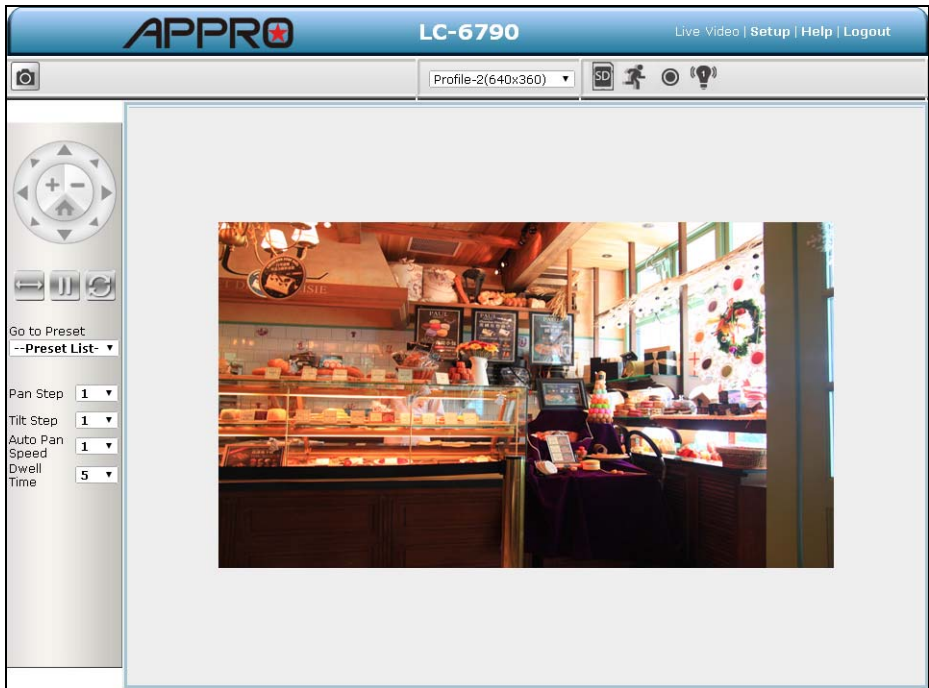 APPRO
LC-6790
Live Video | Setup | Help | Logout
Profile-2(640x360)
SD
Go to Preset
--Preset List-
Pan Step 1
Tilt Step 1
Auto Pan Speed 1
Dwell Time 5
PAUL
PAUL